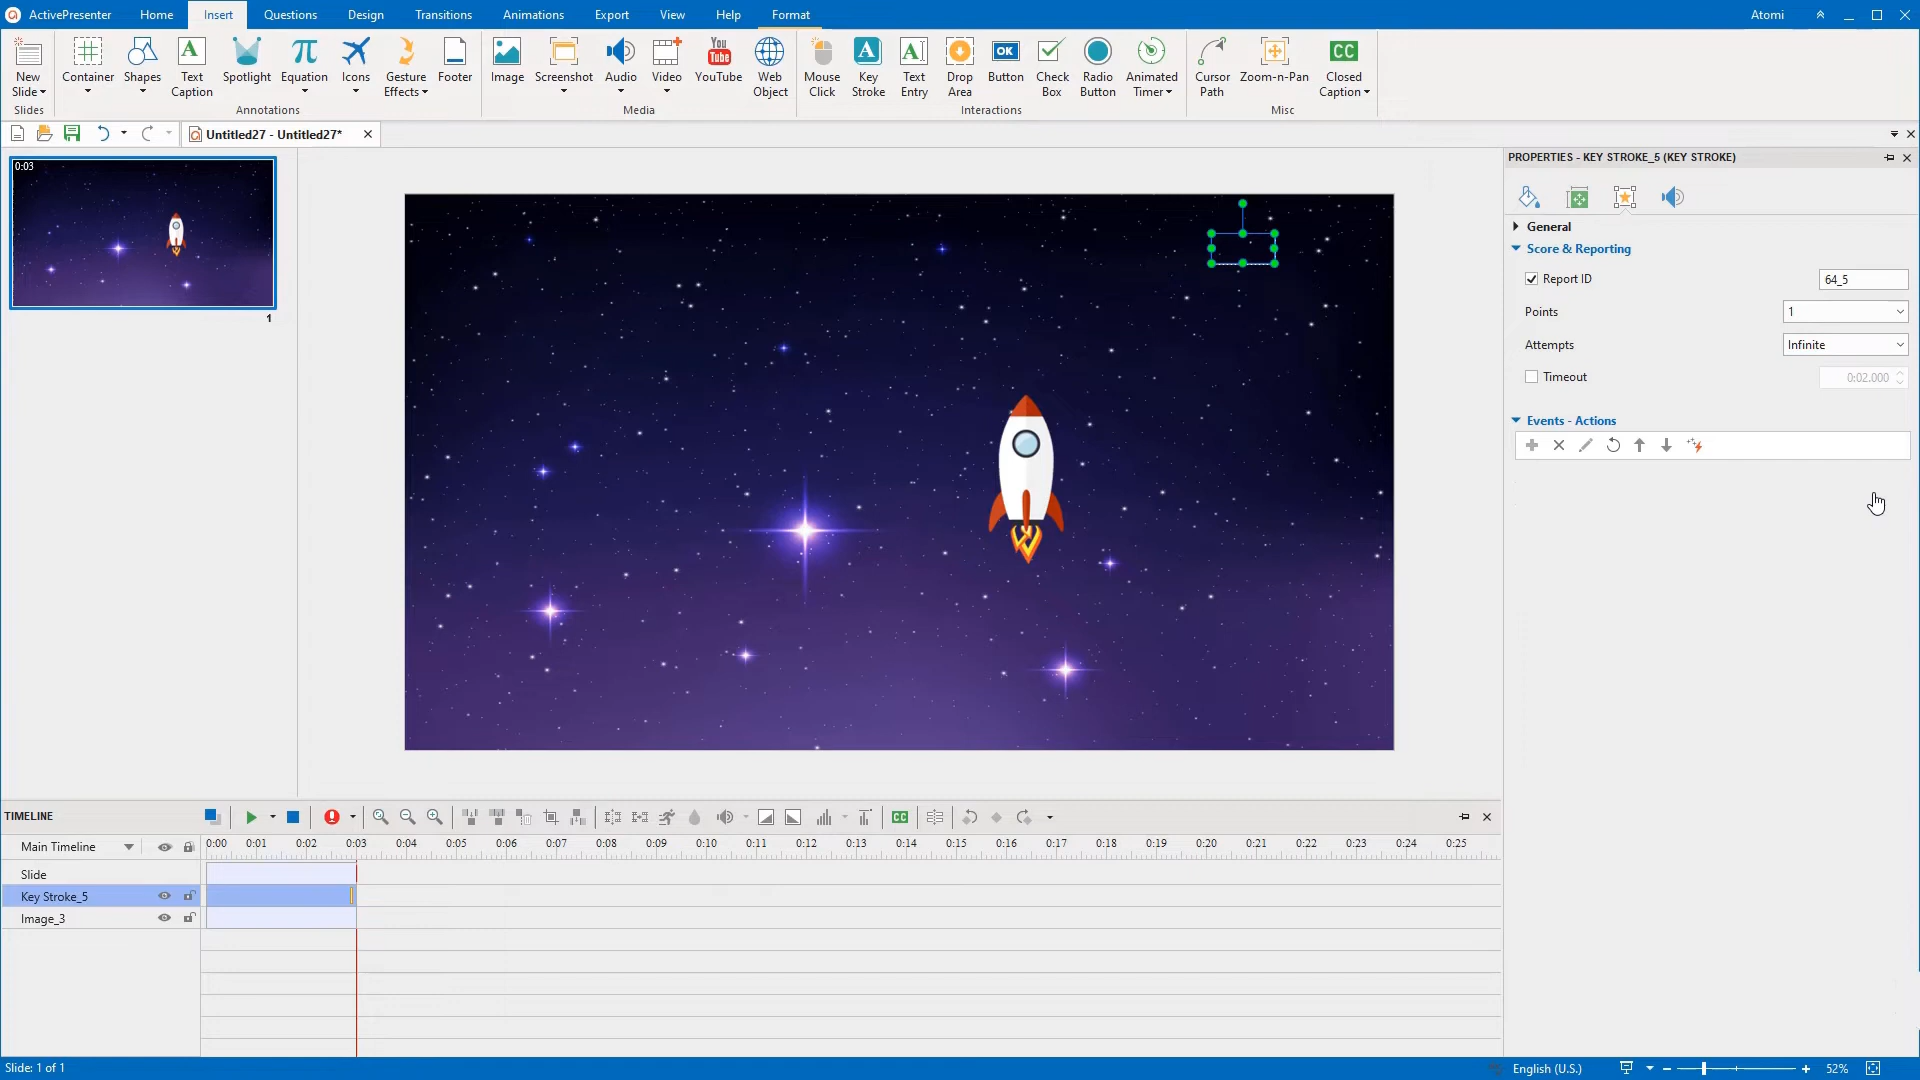 ActivePresenter Home Insert Questions Design Transitions Animations Export View Help Format Atomi
New Slide Container Shapes Text Caption Spotlight Equation Icons Gesture Effects Footer Image Screenshot Audio Video YouTube Web Object Mouse Click Key Stroke Text Entry Drop Area Button Check Box Radio Button Animated Timer Cursor Path Zoom-n-Pan Closed Caption
Slides Annotations Media Interactions Misc
Untitled27 - Untitled27*
0:03
1
PROPERTIES - KEY STROKE_5 (KEY STROKE)
General
Score & Reporting
Report ID 64_5
Points 1
Attempts Infinite
Timeout 0:02.000
Events - Actions
TIMELINE
Main Timeline 0:00 0:01 0:02 0:03 0:04 0:05 0:06 0:07 0:08 0:09 0:10 0:11 0:12 0:13 0:14 0:15 0:16 0:17 0:18 0:19 0:20 0:21 0:22 0:23 0:24 0:25
Slide
Key Stroke_5
Image_3
Slide: 1 of 1 English (U.S.) 52%